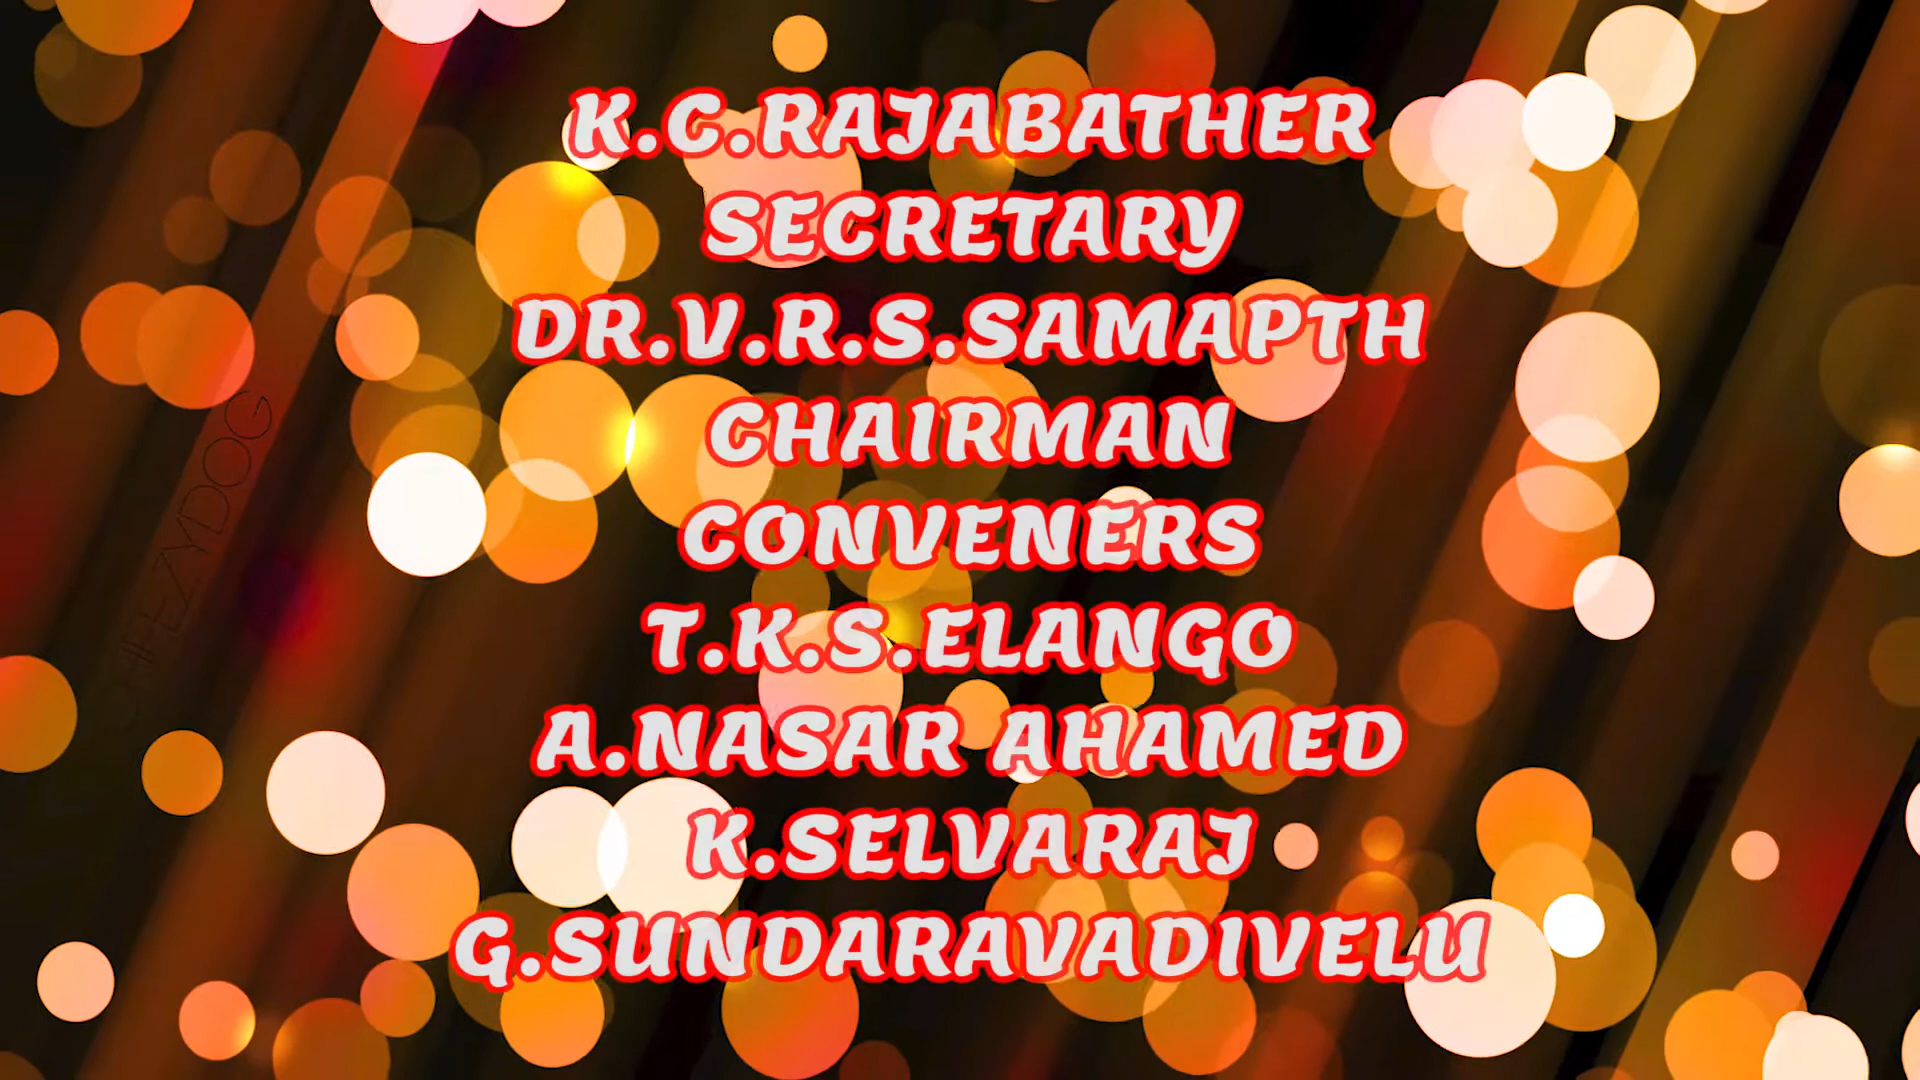 K.C.RAJABATHER
SECRETARY
DR.V.R.S.SAMAPTH
CHAIRMAN
CONVENERS
T.K.S.ELANGO
A.NASAR AHAMED
K.SELVARAJ
G.SUNDARAVADIVELU